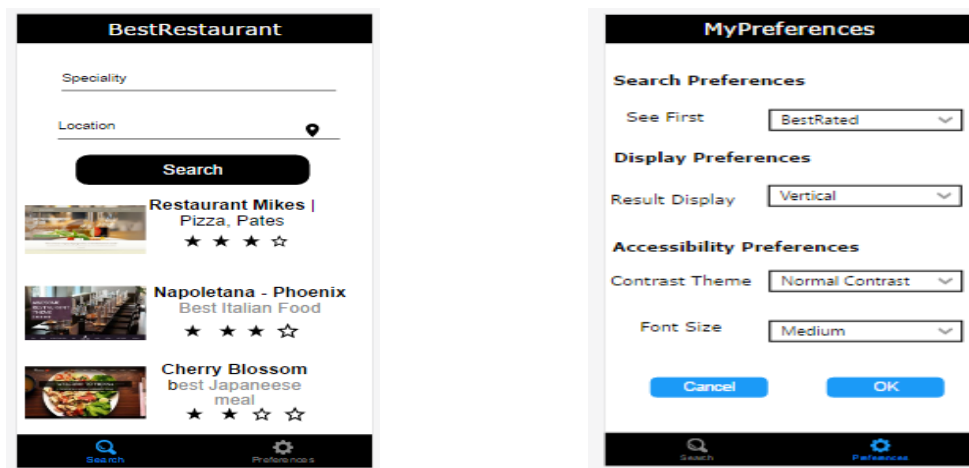 BestRestaurant
Speciality
Location
Search
Restaurant Mikes |
Pizza, Pates
Napoletana - Phoenix
Best Italian Food
Cherry Blossom
best Japaneese
meal
Search
Preferences
MyPreferences
Search Preferences
See First
BestRated
Display Preferences
Result Display
Vertical
Accessibility Preferences
Contrast Theme
Normal Contrast
Font Size
Medium
Cancel
OK
Search
Preferences